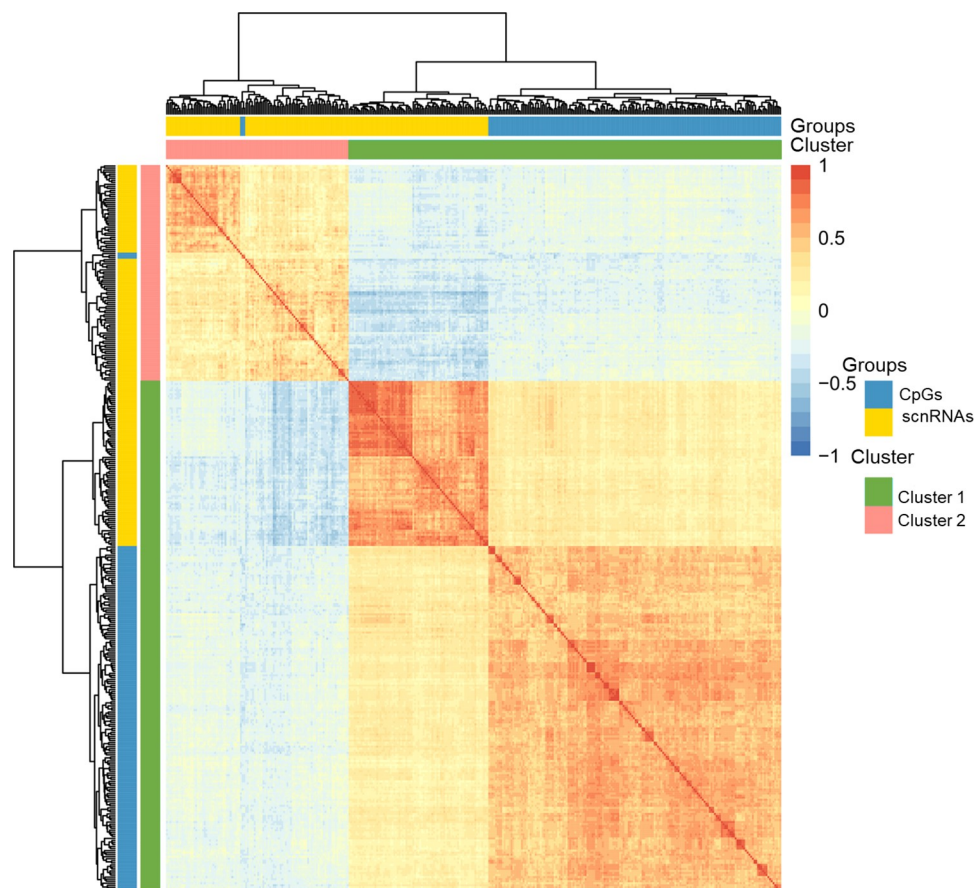 Groups
Cluster
1
0.5
0
−0.5
−1
Groups
CpGs
scnRNAs
Cluster
Cluster 1
Cluster 2